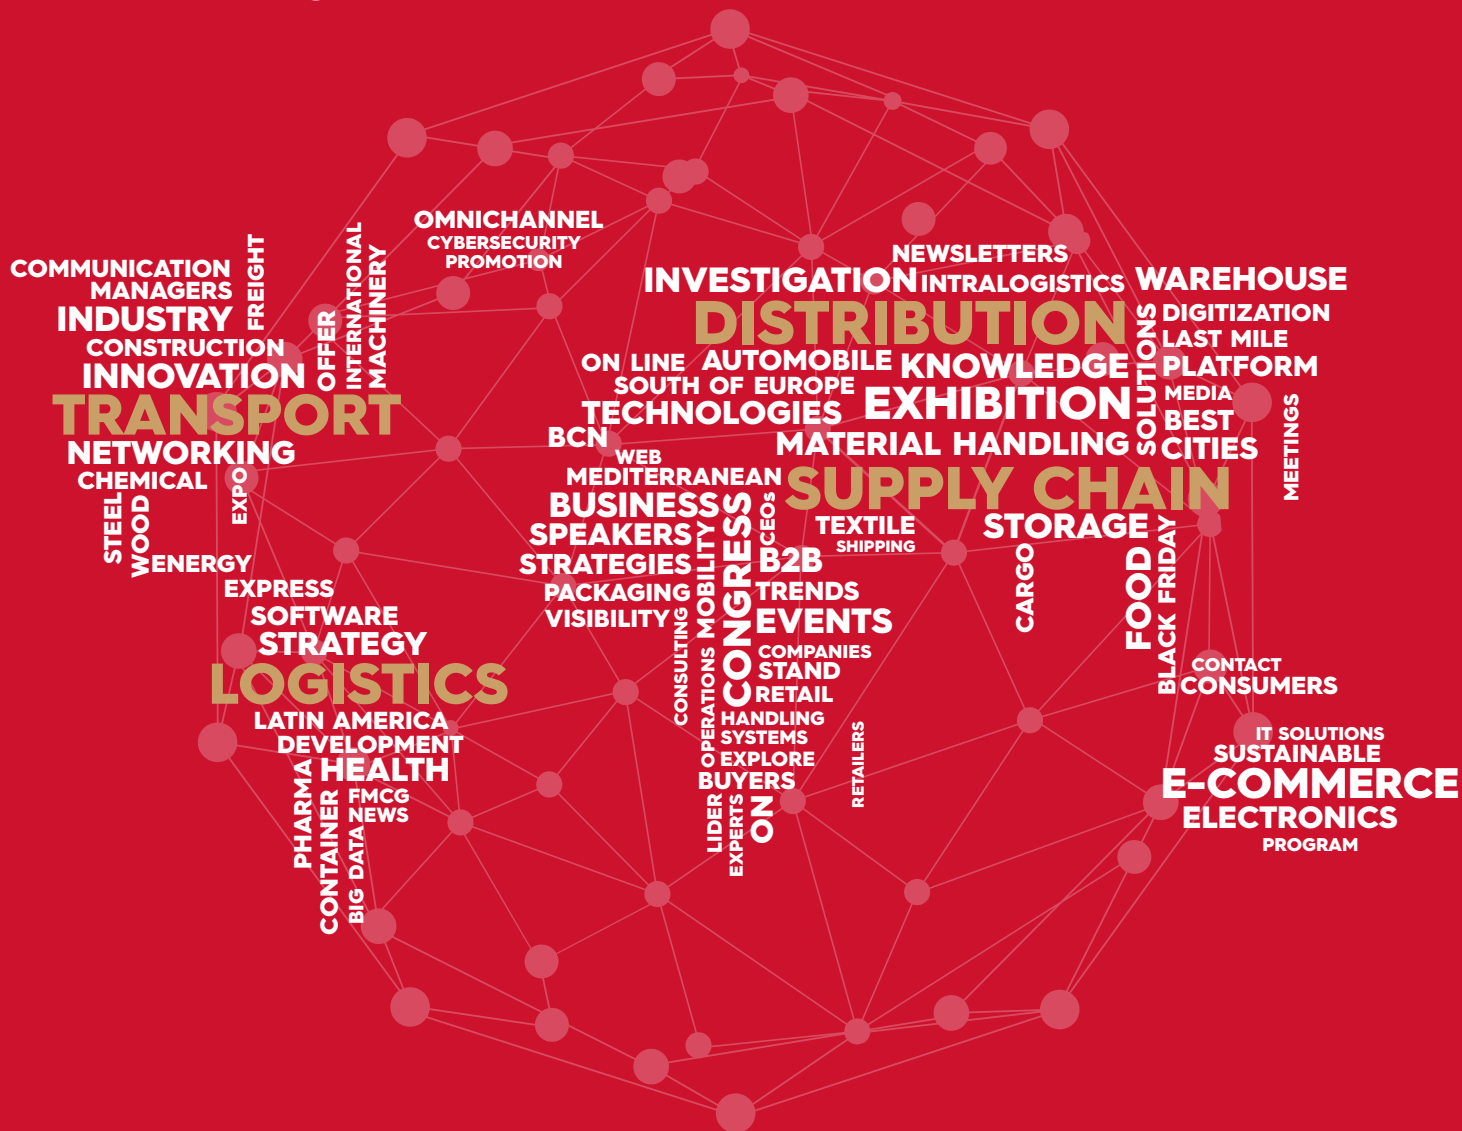 COMMUNICATION
MANAGERS
INDUSTRY
CONSTRUCTION
INNOVATION
FREIGHT
OFFER
INTERNATIONAL
MACHINERY
TRANSPORT
NETWORKING
CHEMICAL
EXPO
STEEL
WOOD
WENERGY
EXPRESS
SOFTWARE
STRATEGY
LOGISTICS
LATIN AMERICA
DEVELOPMENT
HEALTH
FMCG
NEWS
PHARMA
CONTAINER
BIG DATA
OMNICHANNEL
CYBERSECURITY
PROMOTION
NEWSLETTERS
INVESTIGATION
INTRALOGISTICS
WAREHOUSE
DISTRIBUTION
SOLUTIONS
DIGITIZATION
LAST MILE
PLATFORM
MEDIA
BEST
CITIES
MEETINGS
ON LINE
AUTOMOBILE
KNOWLEDGE
SOUTH OF EUROPE
TECHNOLOGIES
EXHIBITION
BCN
MATERIAL HANDLING
WEB
MEDITERRANEAN
SUPPLY CHAIN
BUSINESS
SPEAKERS
STRATEGIES
PACKAGING
VISIBILITY
CONSULTING
MOBILITY
OPERATIONS
CONGRESS
CEOs
TEXTILE
SHIPPING
B2B
TRENDS
EVENTS
COMPANIES
STAND
RETAIL
HANDLING
SYSTEMS
EXPLORE
BUYERS
LIDER
EXPERTS
ON
RETAILERS
STORAGE
CARGO
FOOD
BLACK FRIDAY
CONTACT
CONSUMERS
IT SOLUTIONS
SUSTAINABLE
E-COMMERCE
ELECTRONICS
PROGRAM